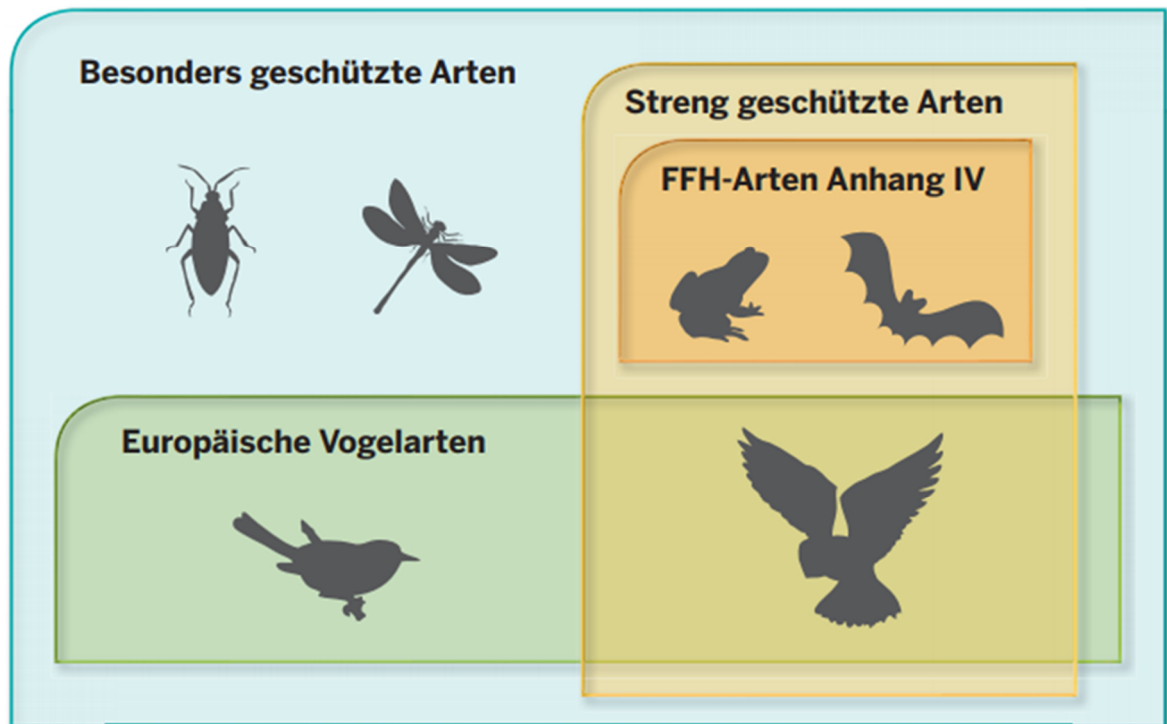 Besonders geschützte Arten
Streng geschützte Arten
FFH-Arten Anhang IV
Europäische Vogelarten